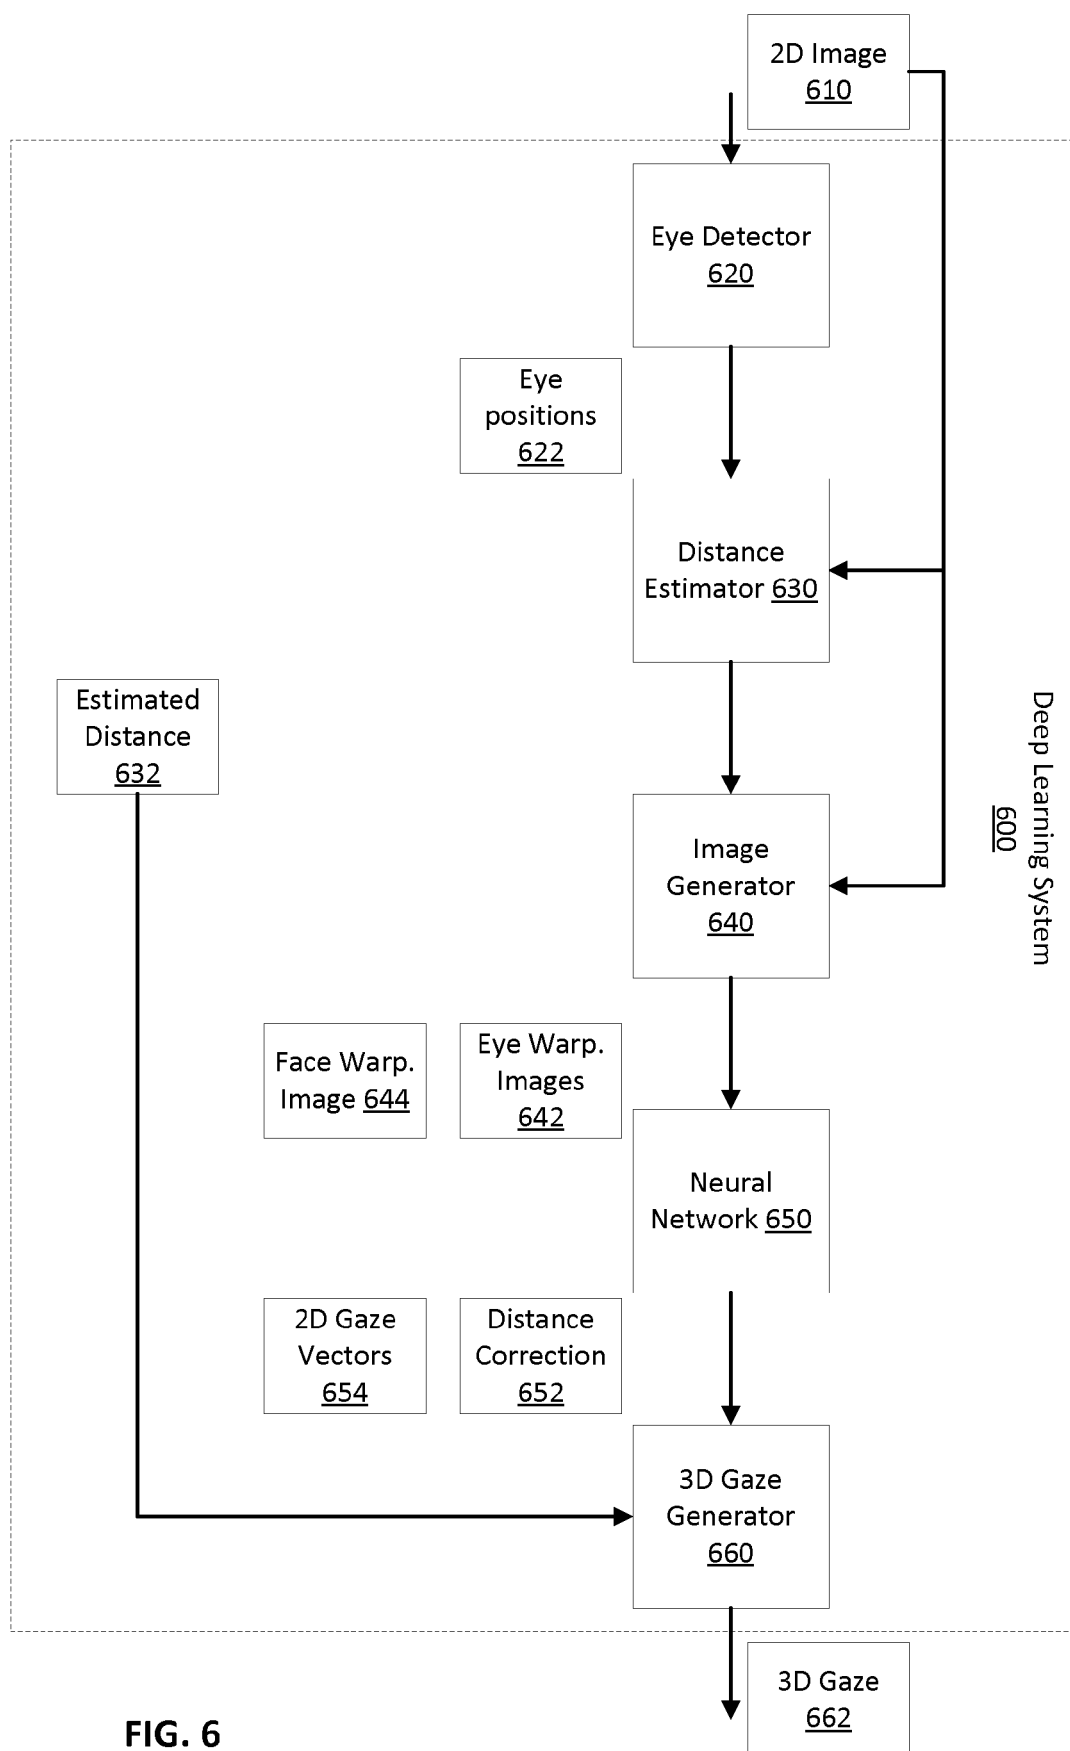 2D Image
610
Eye Detector
620
Eye
positions
622
Distance
Estimator 630
Estimated
Distance
632
Deep Learning System
600
Image
Generator
640
Face Warp.
Image 644
Eye Warp.
Images
642
Neural
Network 650
2D Gaze
Vectors
654
Distance
Correction
652
3D Gaze
Generator
660
3D Gaze
662
FIG. 6